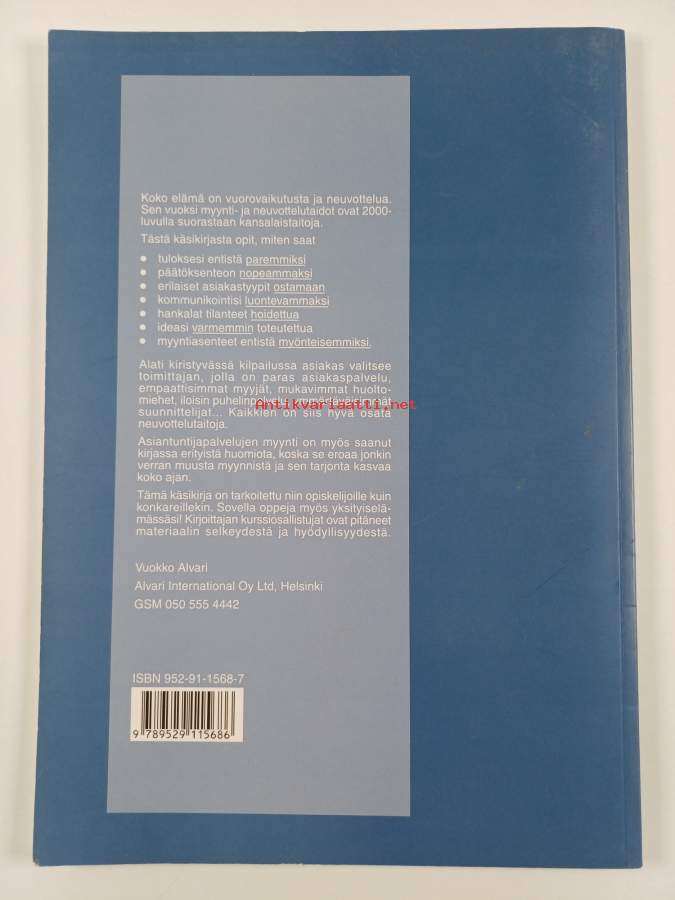 Koko elämä on vuorovaikutusta ja neuvottelua.
Sen vuoksi myynti- ja neuvottelutaidot ovat 2000-
luvulla suorastaan kansalaistaitoja.
Tästä käsikirjasta opit, miten saat
• tuloksesi entistä paremmiksi
• päätöksenteon nopeammaksi
• erilaiset asiakastyypit ostamaan
• kommunikointisi luontevammaksi
• hankalat tilanteet hoidettua
• ideasi varmemmin toteutettua
• myyntiasenteet entistä myönteisemmiksi.
Alati kiristyvässä kilpailussa asiakas valitsee
toimittajan, jolla on paras asiakaspalvelu,
empaattisimmat myyjät, mukavimmat huolto-
miehet, iloisin puhelinpalvelu,
Antikvariaatti.net
suunnittelijat... Kaikkien on siis hyvä osata
neuvottelutaitoja.
Asiantuntijapalvelujen myynti on myös saanut
kirjassa erityistä huomiota, koska se eroaa jonkin
verran muusta myynnistä ja sen tarjonta kasvaa
koko ajan.
Tämä käsikirja on tarkoitettu niin opiskelijoille kuin
konkareillekin. Sovella oppeja myös yksityiselä-
mässäsi! Kirjoittajan kurssiosallistujat ovat pitäneet
materiaalin selkeydestä ja hyödyllisyydestä.
Vuokko Alvari
Alvari International Oy Ltd, Helsinki
GSM 050 555 4442
ISBN 952-91-1568-7
9 789529 115686